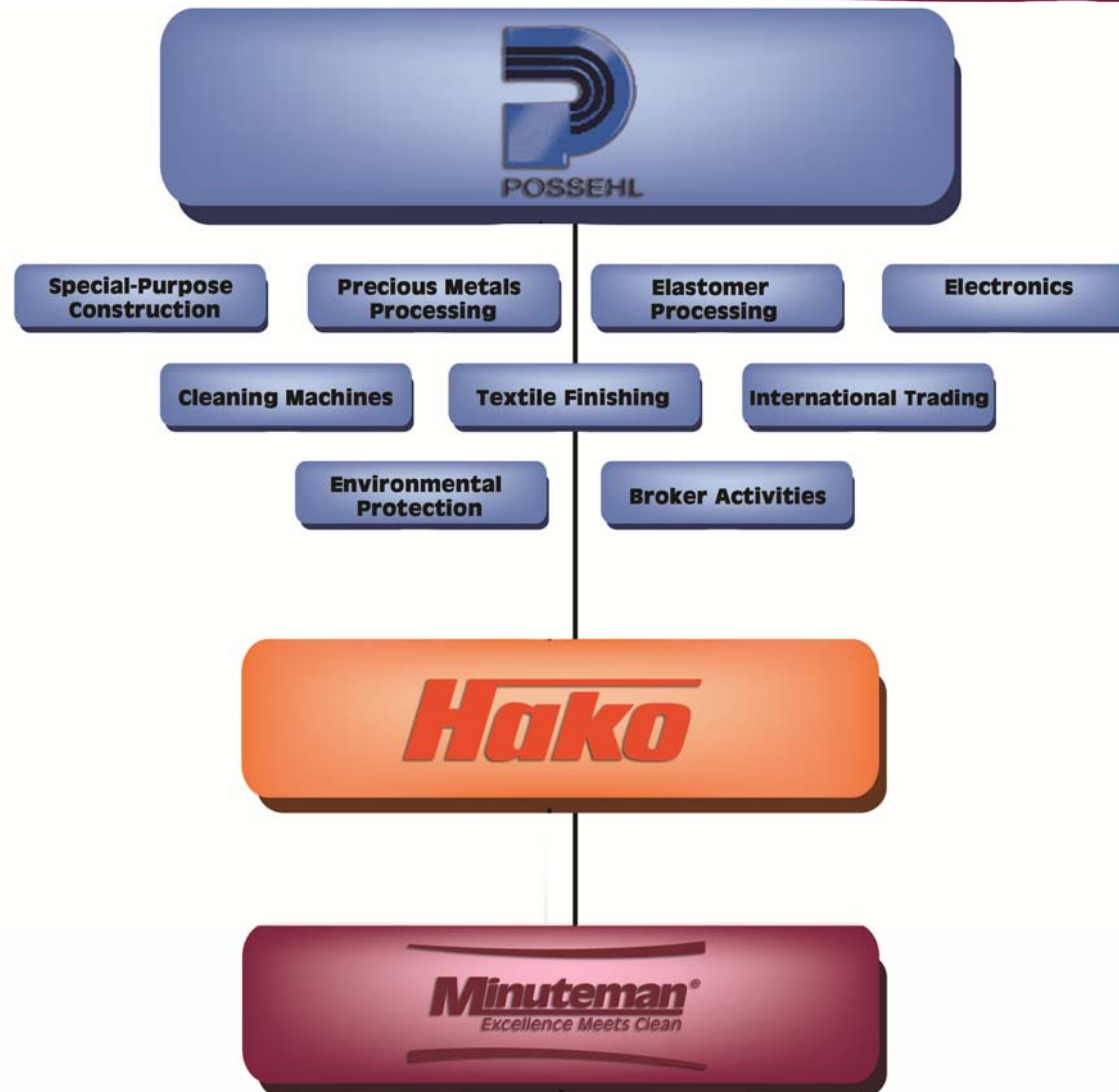 POSSEHL
Special-Purpose
Construction
Precious Metals
Processing
Elastomer
Processing
Electronics
Cleaning Machines
Textile Finishing
International Trading
Environmental
Protection
Broker Activities
Hako
Minuteman®
Excellence Meets Clean